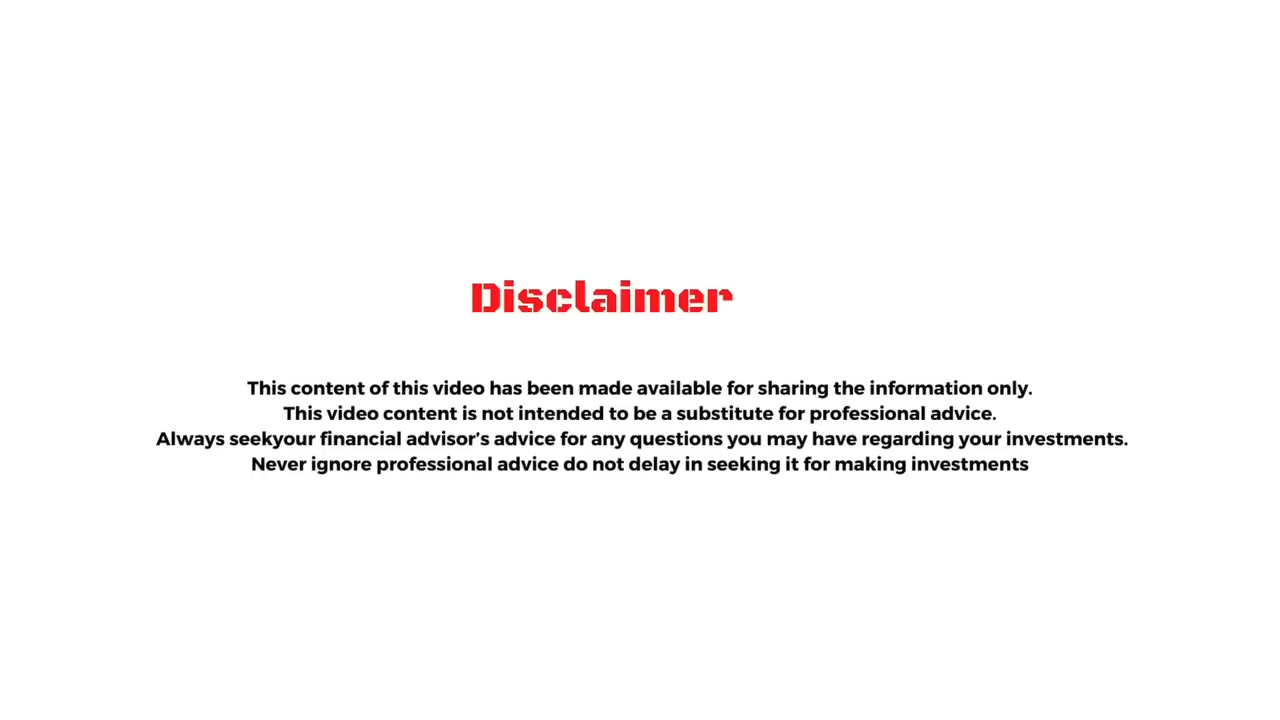 Disclaimer
This content of this video has been made available for sharing the information only.
This video content is not intended to be a substitute for professional advice.
Always seekyour financial advisor’s advice for any questions you may have regarding your investments.
Never ignore professional advice do not delay in seeking it for making investments